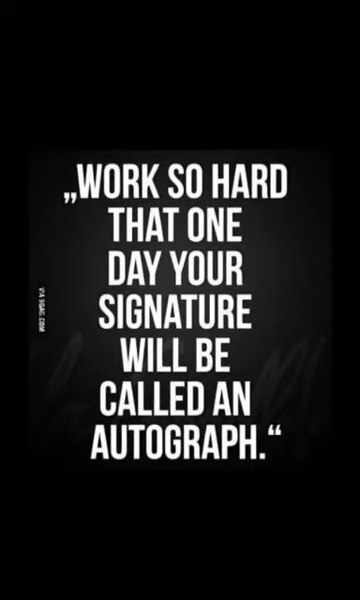 „WORK SO HARD
THAT ONE
DAY YOUR
SIGNATURE
WILL BE
CALLED AN
AUTOGRAPH.“
VIA 9GAG.COM